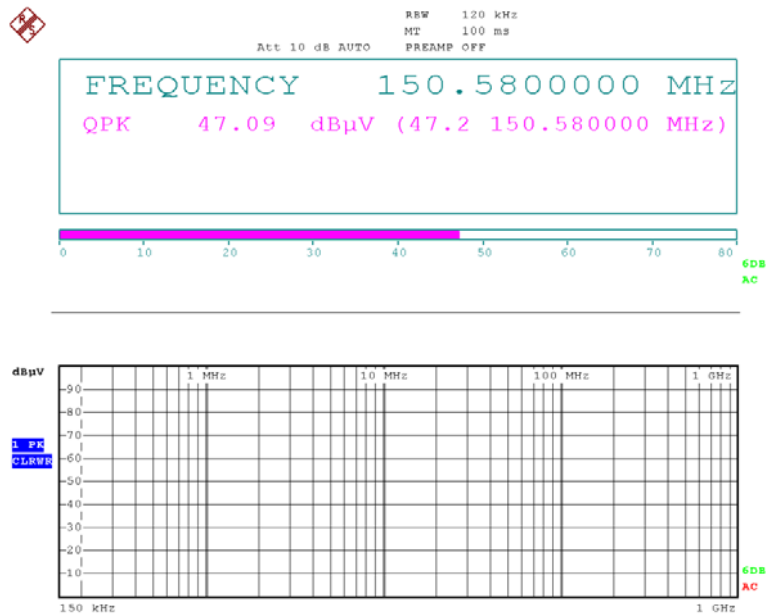 R S
RBW 120 kHz
MT 100 ms
Att 10 dB AUTO PREAMP OFF
FREQUENCY 150.5800000 MHz
QPK 47.09 dBµV (47.2 150.580000 MHz)
0 10 20 30 40 50 60 70 80
6DB
AC
dBµV
1 MHz 10 MHz 100 MHz 1 GHz
90
80
70
1 PK
CLRWR
60
50
40
30
20
10
6DB
AC
150 kHz 1 GHz